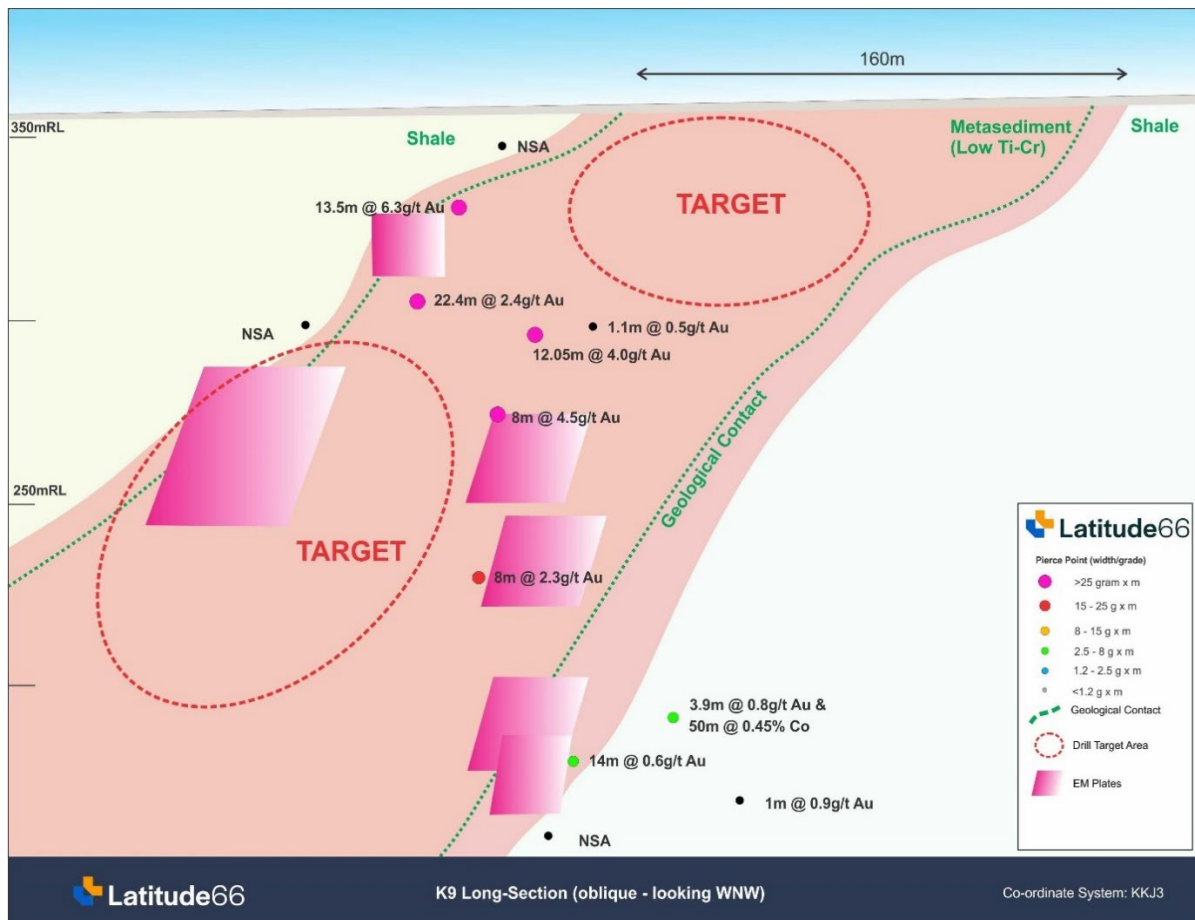 160m
350mRL
Shale
NSA
Metasediment
(Low Ti-Cr)
Shale
13.5m @ 6.3g/t Au
TARGET
22.4m @ 2.4g/t Au
NSA
1.1m @ 0.5g/t Au
12.05m @ 4.0g/t Au
8m @ 4.5g/t Au
Geological Contact
250mRL
TARGET
8m @ 2.3g/t Au
3.9m @ 0.8g/t Au &
50m @ 0.45% Co
14m @ 0.6g/t Au
1m @ 0.9g/t Au
NSA
Latitude66
Pierce Point (width/grade)
>25 gram x m
15 - 25 g x m
8 - 15 g x m
2.5 - 8 g x m
1.2 - 2.5 g x m
<1.2 g x m
Geological Contact
Drill Target Area
EM Plates
Latitude66
K9 Long-Section (oblique - looking WNW)
Co-ordinate System: KKJ3